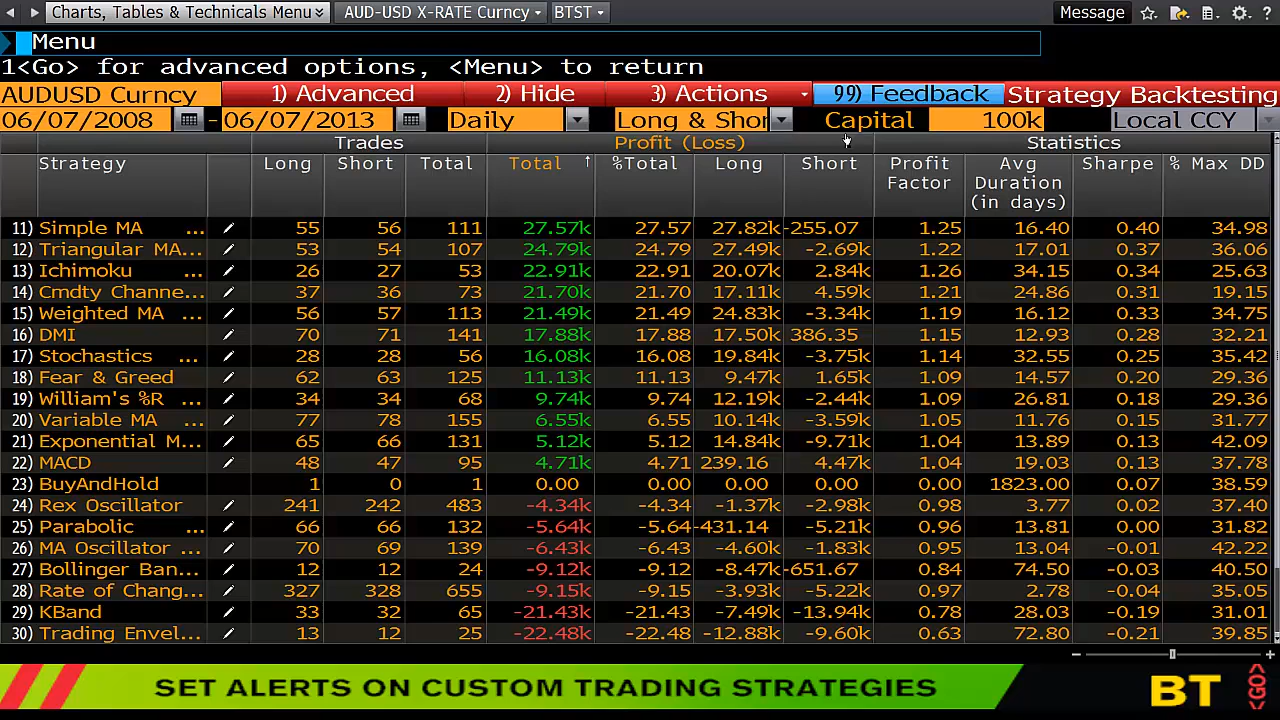 Charts, Tables & Technicals Menu AUD-USD X-RATE Curncy BTST Message ?
Menu
1<Go> for advanced options, <Menu> to return
AUDUSD Curncy 1) Advanced 2) Hide 3) Actions 99) Feedback Strategy Backtesting
06/07/2008 - 06/07/2013 Daily Long & Shor Capital 100k Local CCY
Trades Profit (Loss) Statistics
Strategy Long Short Total Total ↑ %Total Long Short Profit Factor Avg Duration (in days) Sharpe % Max DD
11) Simple MA ... 55 56 111 27.57k 27.57 27.82k -255.07 1.25 16.40 0.40 34.98
12) Triangular MA... 53 54 107 24.79k 24.79 27.49k -2.69k 1.22 17.01 0.37 36.06
13) Ichimoku ... 26 27 53 22.91k 22.91 20.07k 2.84k 1.26 34.15 0.34 25.63
14) Cmdty Channe... 37 36 73 21.70k 21.70 17.11k 4.59k 1.21 24.86 0.31 19.15
15) Weighted MA ... 56 57 113 21.49k 21.49 24.83k -3.34k 1.19 16.12 0.33 34.75
16) DMI 70 71 141 17.88k 17.88 17.50k 386.35 1.15 12.93 0.28 32.21
17) Stochastics ... 28 28 56 16.08k 16.08 19.84k -3.75k 1.14 32.55 0.25 35.42
18) Fear & Greed 62 63 125 11.13k 11.13 9.47k 1.65k 1.09 14.57 0.20 29.36
19) William's %R ... 34 34 68 9.74k 9.74 12.19k -2.44k 1.09 26.81 0.18 29.36
20) Variable MA ... 77 78 155 6.55k 6.55 10.14k -3.59k 1.05 11.76 0.15 31.77
21) Exponential M... 65 66 131 5.12k 5.12 14.84k -9.71k 1.04 13.89 0.13 42.09
22) MACD 48 47 95 4.71k 4.71 239.16 4.47k 1.04 19.03 0.13 37.78
23) BuyAndHold 1 0 1 0.00 0.00 0.00 0.00 0.00 1823.00 0.07 38.59
24) Rex Oscillator 241 242 483 -4.34k -4.34 -1.37k -2.98k 0.98 3.77 0.02 37.40
25) Parabolic ... 66 66 132 -5.64k -5.64 -431.14 -5.21k 0.96 13.81 0.00 31.82
26) MA Oscillator ... 70 69 139 -6.43k -6.43 -4.60k -1.83k 0.95 13.04 -0.01 42.22
27) Bollinger Ban... 12 12 24 -9.12k -9.12 -8.47k -651.67 0.84 74.50 -0.03 40.50
28) Rate of Chang... 327 328 655 -9.15k -9.15 -3.93k -5.22k 0.97 2.78 -0.04 35.05
29) KBand 33 32 65 -21.43k -21.43 -7.49k -13.94k 0.78 28.03 -0.19 31.01
30) Trading Envel... 13 12 25 -22.48k -22.48 -12.88k -9.60k 0.63 72.80 -0.21 39.85
SET ALERTS ON CUSTOM TRADING STRATEGIES BT